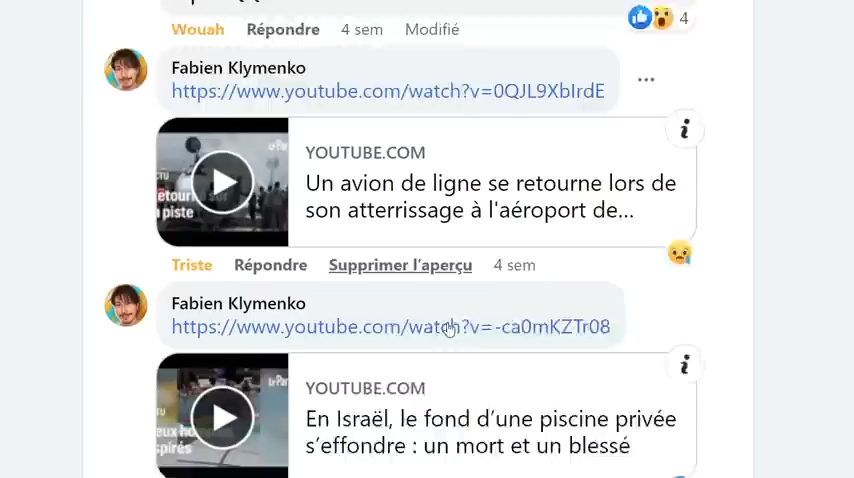 Wouah Répondre 4 sem Modifié 4
Fabien Klymenko
https://www.youtube.com/watch?v=0QJL9XbIrdE
YOUTUBE.COM
Un avion de ligne se retourne lors de
son atterrissage à l'aéroport de...
piste
Triste Répondre Supprimer l’aperçu 4 sem
Fabien Klymenko
https://www.youtube.com/watch?v=-ca0mKZTr08
YOUTUBE.COM
En Israël, le fond d’une piscine privée
s’effondre : un mort et un blessé